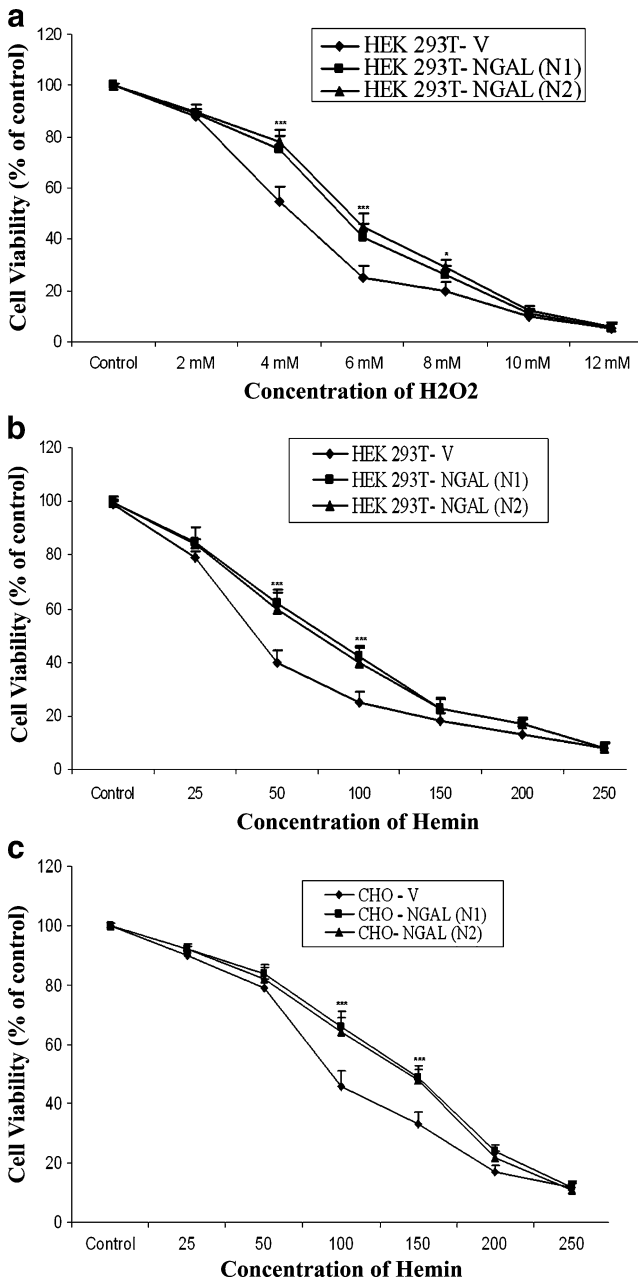 a
HEK 293T- V
HEK 293T- NGAL (N1)
HEK 293T- NGAL (N2)
Cell Viability (% of control)
120
100
80
60
40
20
0
***
***
*
Control 2 mM 4 mM 6 mM 8 mM 10 mM 12 mM
Concentration of H2O2
b
HEK 293T- V
HEK 293T- NGAL (N1)
HEK 293T- NGAL (N2)
Cell Viability (% of control)
120
100
80
60
40
20
0
***
***
Control 25 50 100 150 200 250
Concentration of Hemin
c
CHO - V
CHO - NGAL (N1)
CHO- NGAL (N2)
Cell Viability (% of control)
120
100
80
60
40
20
0
***
***
Control 25 50 100 150 200 250
Concentration of Hemin